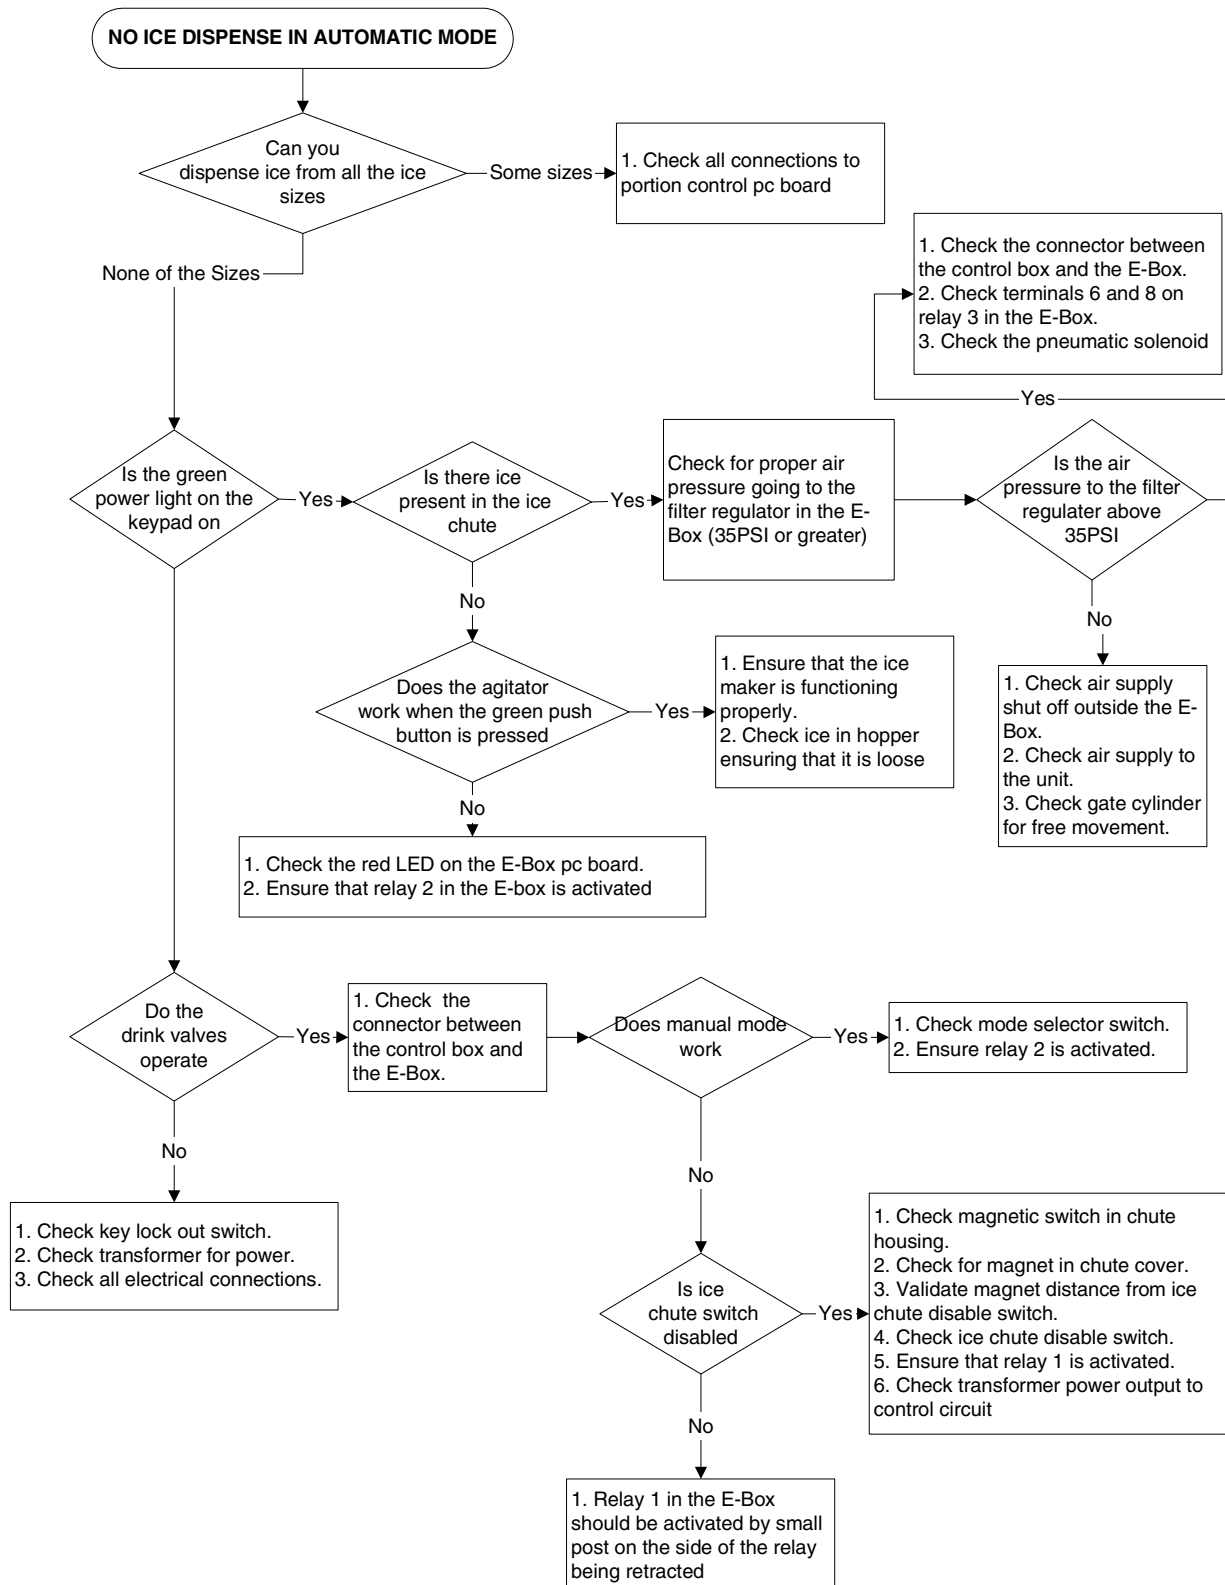 NO ICE DISPENSE IN AUTOMATIC MODE
Can you
dispense ice from all the ice
sizes
Some sizes
1. Check all connections to
portion control pc board
None of the Sizes
1. Check the connector between
the control box and the E-Box.
2. Check terminals 6 and 8 on
relay 3 in the E-Box.
3. Check the pneumatic solenoid
Yes
Is the green
power light on the
keypad on
Yes
Is there ice
present in the ice
chute
Yes
Check for proper air
pressure going to the
filter regulator in the E-
Box (35PSI or greater)
Is the air
pressure to the filter
regulater above
35PSI
No
No
Does the agitator
work when the green push
button is pressed
Yes
1. Ensure that the ice
maker is functioning
properly.
2. Check ice in hopper
ensuring that it is loose
1. Check air supply
shut off outside the E-
Box.
2. Check air supply to
the unit.
3. Check gate cylinder
for free movement.
No
1. Check the red LED on the E-Box pc board.
2. Ensure that relay 2 in the E-box is activated
Do the
drink valves
operate
Yes
1. Check  the
connector between
the control box and
the E-Box.
Does manual mode
work
Yes
1. Check mode selector switch.
2. Ensure relay 2 is activated.
No
No
1. Check key lock out switch.
2. Check transformer for power.
3. Check all electrical connections.
Is ice
chute switch
disabled
Yes
1. Check magnetic switch in chute
housing.
2. Check for magnet in chute cover.
3. Validate magnet distance from ice
chute disable switch.
4. Check ice chute disable switch.
5. Ensure that relay 1 is activated.
6. Check transformer power output to
control circuit
No
1. Relay 1 in the E-Box
should be activated by small
post on the side of the relay
being retracted